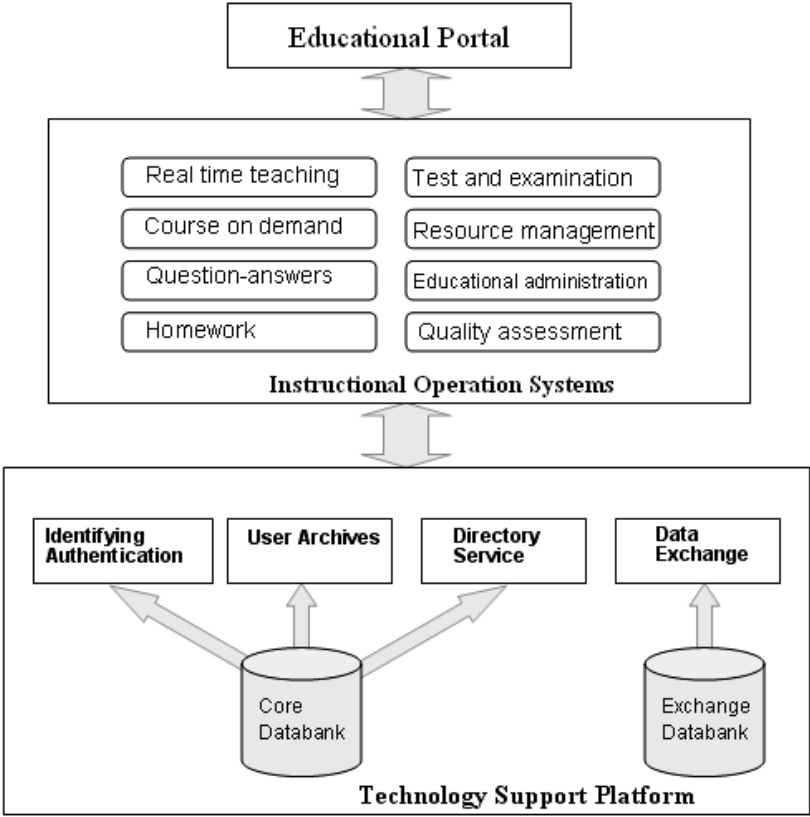 Educational Portal
Real time teaching
Test and examination
Course on demand
Resource management
Question-answers
Educational administration
Homework
Quality assessment
Instructional Operation Systems
Identifying
Authentication
User Archives
Directory
Service
Data
Exchange
Core
Databank
Exchange
Databank
Technology Support Platform